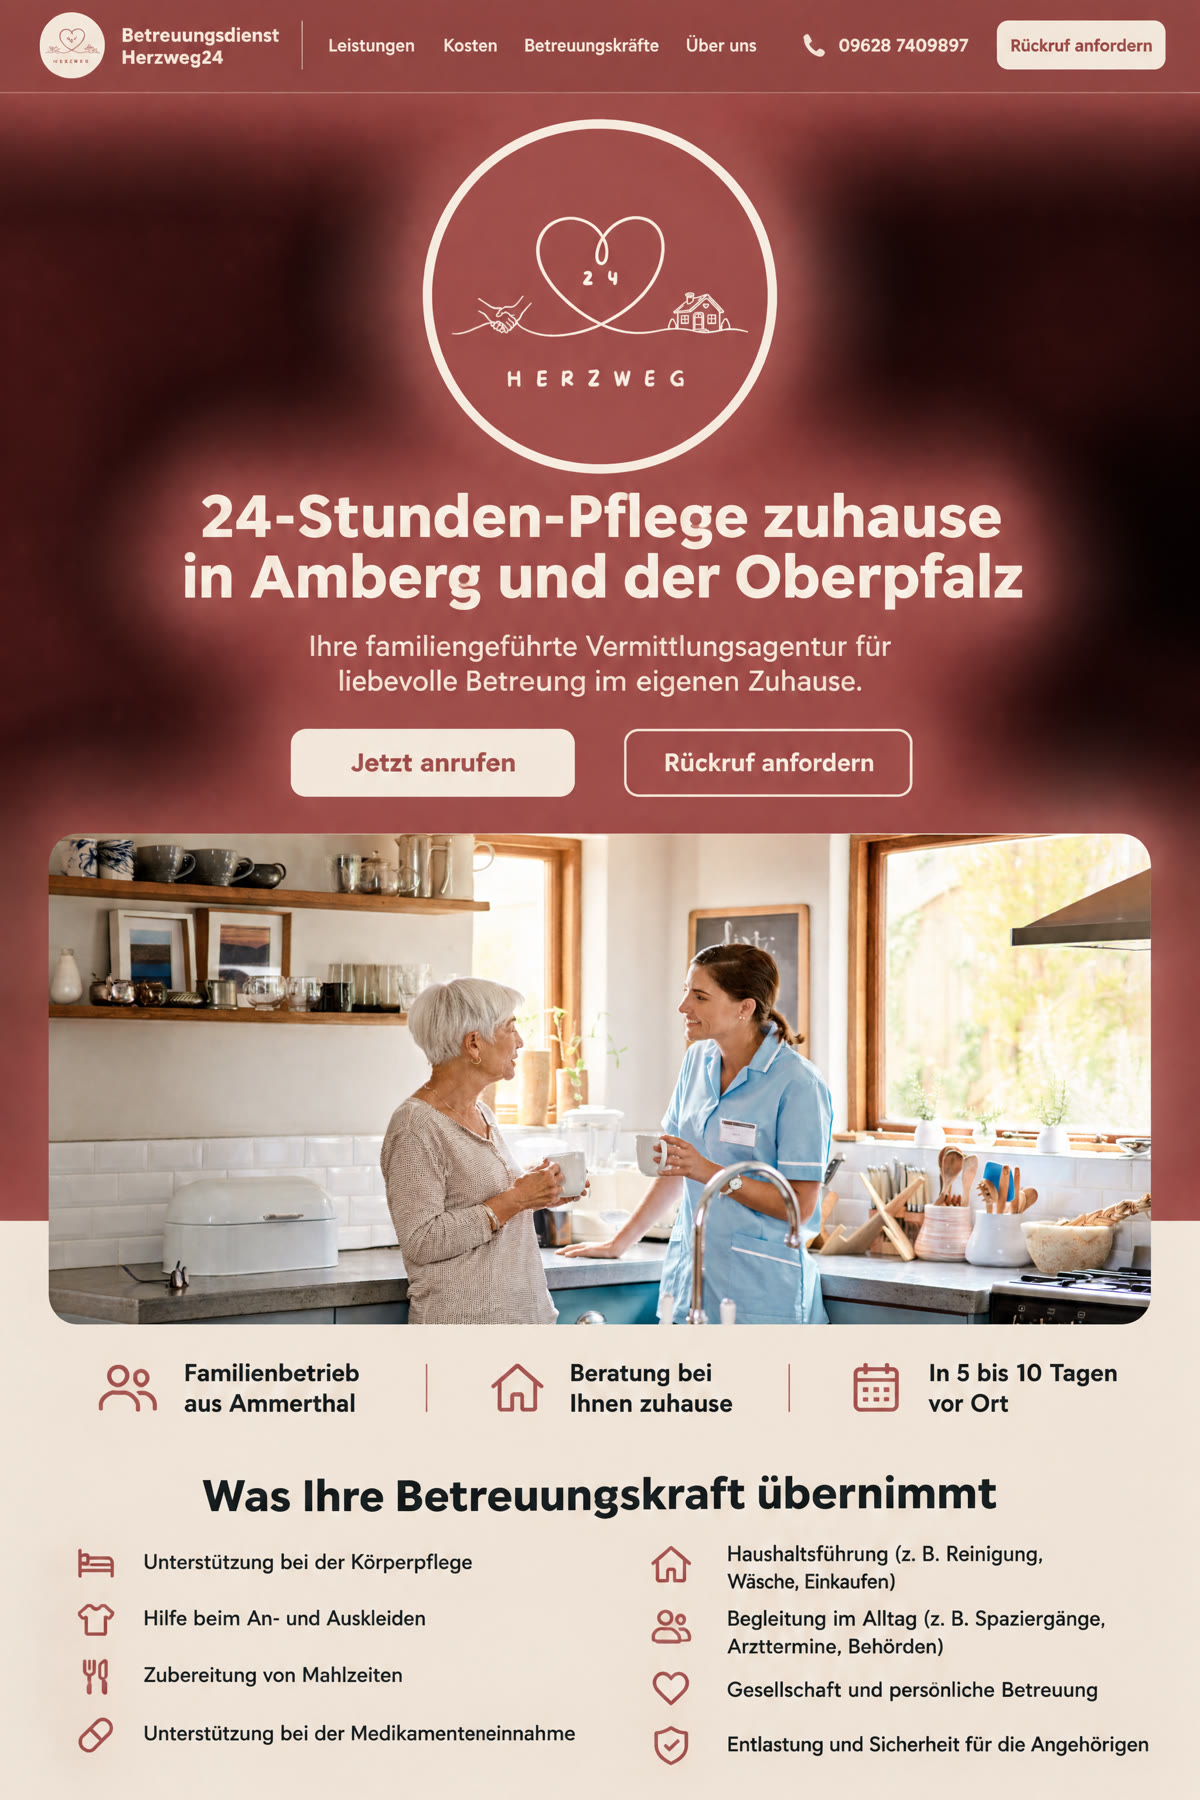 HERZWEG
Betreuungsdienst
Herzweg24
Leistungen
Kosten
Betreuungskräfte
Über uns
09628 7409897
Rückruf anfordern
2 4
HERZWEG
24-Stunden-Pflege zuhause
in Amberg und der Oberpfalz
Ihre familiengeführte Vermittlungsagentur für
liebevolle Betreung im eigenen Zuhause.
Jetzt anrufen
Rückruf anfordern
Familienbetrieb
aus Ammerthal
Beratung bei
Ihnen zuhause
In 5 bis 10 Tagen
vor Ort
Was Ihre Betreuungskraft übernimmt
Unterstützung bei der Körperpflege
Hilfe beim An- und Auskleiden
Zubereitung von Mahlzeiten
Unterstützung bei der Medikamenteneinnahme
Haushaltsführung (z. B. Reinigung,
Wäsche, Einkaufen)
Begleitung im Alltag (z. B. Spaziergänge,
Arzttermine, Behörden)
Gesellschaft und persönliche Betreuung
Entlastung und Sicherheit für die Angehörigen